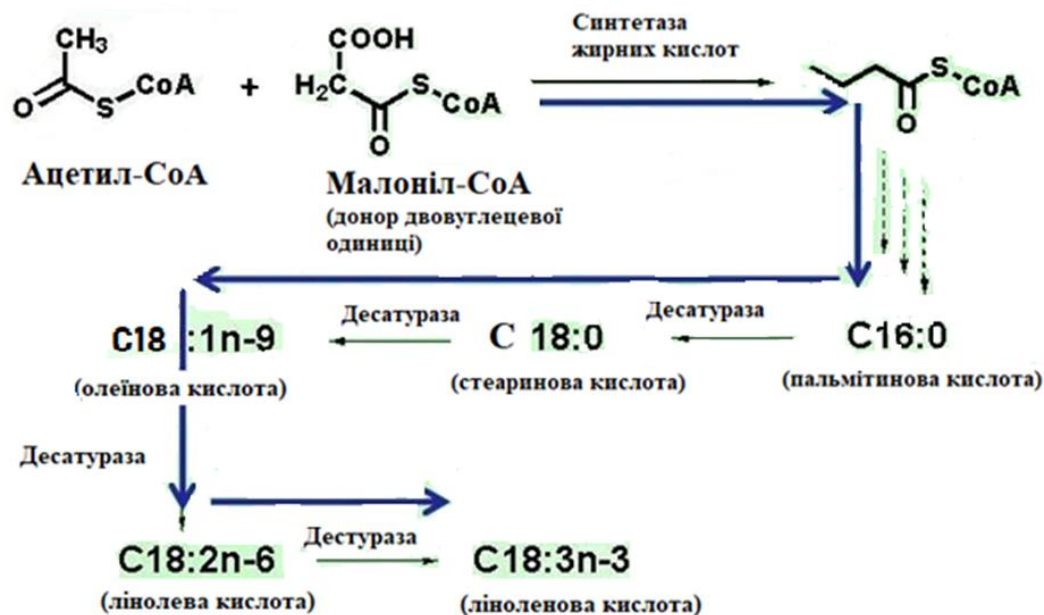 CH₃
O
S
CoA
+
COOH
H₂C
S
CoA
O
Синтетаза
жирних кислот
S
CoA
O
Ацетил-CoA
Малоніл-CoA
(донор двовуглецевої
одиниці)
C18 :1n-9
Десатураза
C 18:0
Десатураза
C16:0
(олеїнова кислота)
(стеаринова кислота)
(пальмітинова кислота)
Десатураза
C18:2n-6
Дестураза
C18:3n-3
(лінолева кислота)
(ліноленова кислота)